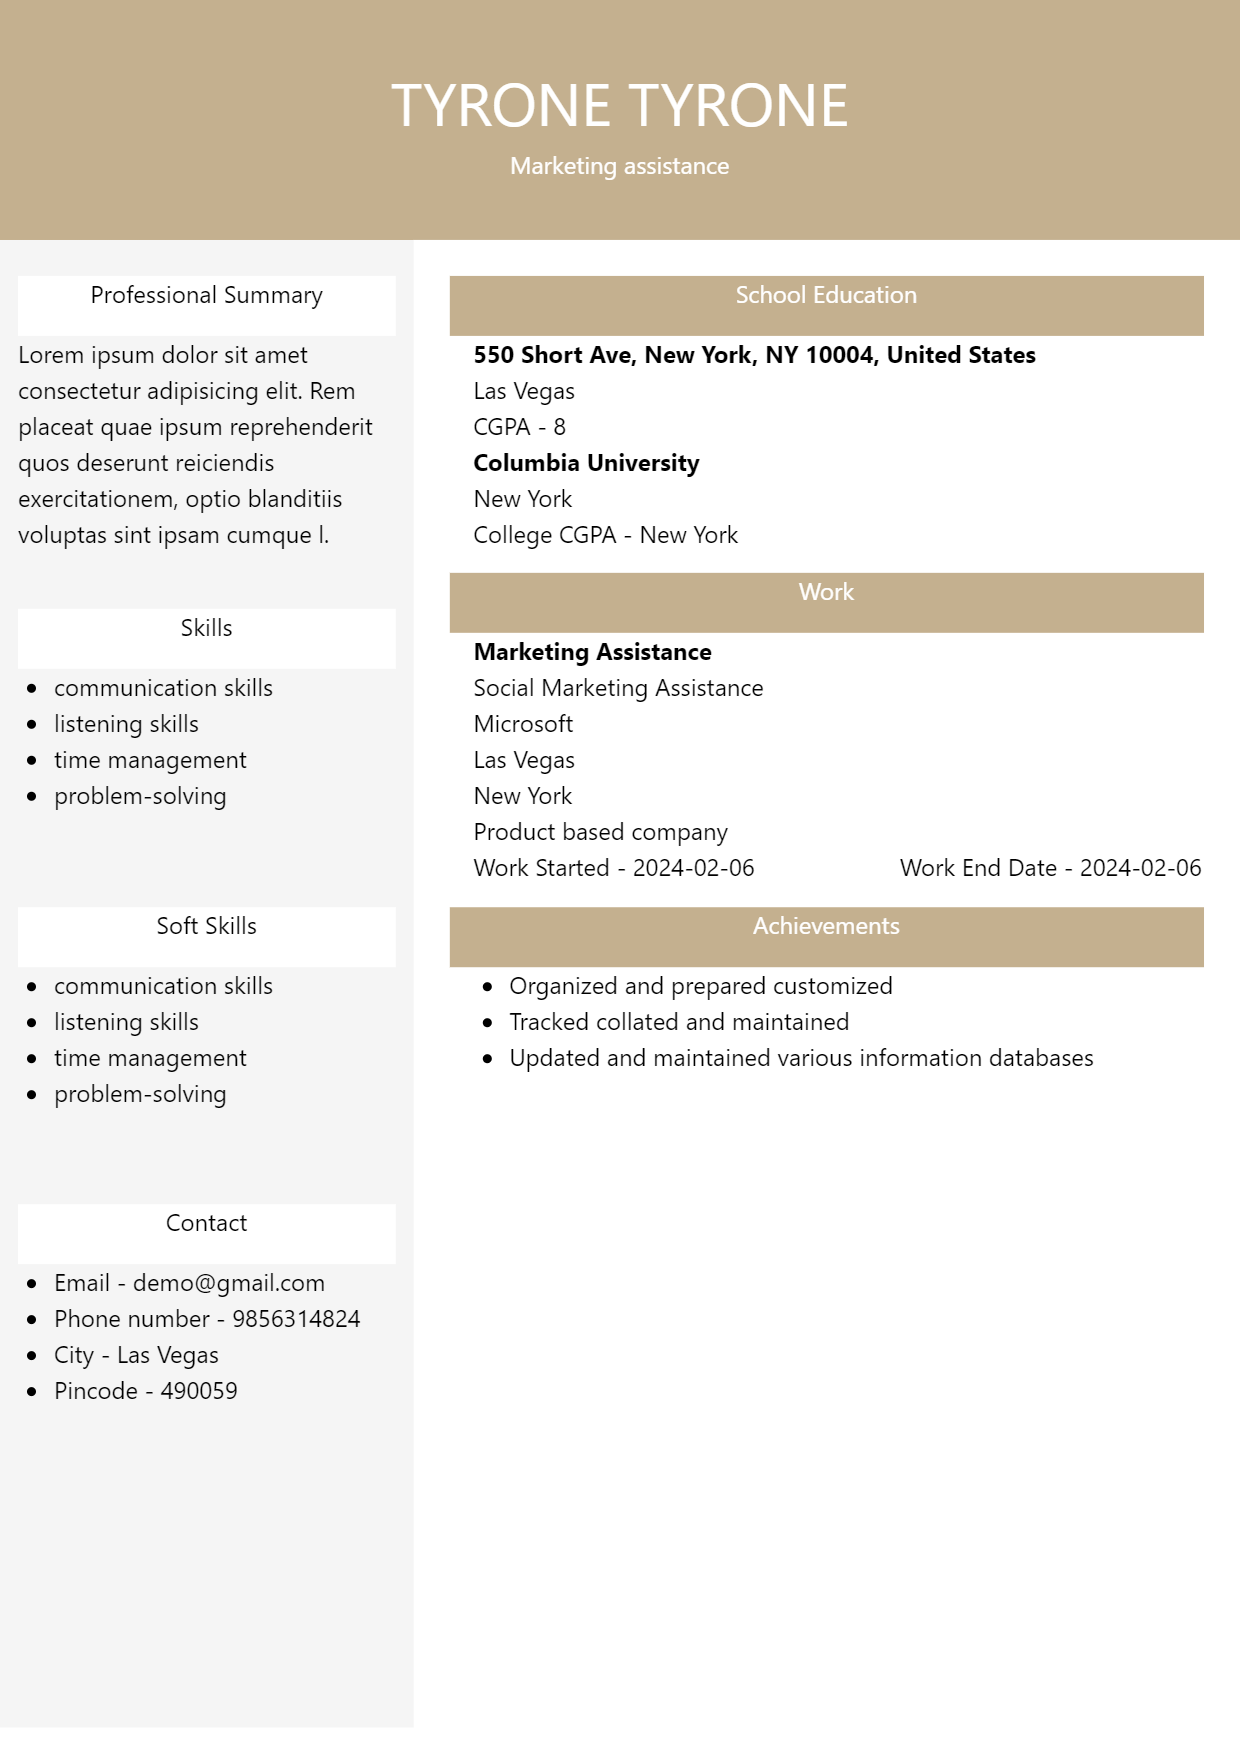 TYRONE TYRONE
Marketing assistance
Professional Summary
Lorem ipsum dolor sit amet
consectetur adipisicing elit. Rem
placeat quae ipsum reprehenderit
quos deserunt reiciendis
exercitationem, optio blanditiis
voluptas sint ipsam cumque l.
Skills
• communication skills
• listening skills
• time management
• problem-solving
Soft Skills
• communication skills
• listening skills
• time management
• problem-solving
Contact
• Email - demo@gmail.com
• Phone number - 9856314824
• City - Las Vegas
• Pincode - 490059
School Education
550 Short Ave, New York, NY 10004, United States
Las Vegas
CGPA - 8
Columbia University
New York
College CGPA - New York
Work
Marketing Assistance
Social Marketing Assistance
Microsoft
Las Vegas
New York
Product based company
Work Started - 2024-02-06 Work End Date - 2024-02-06
Achievements
• Organized and prepared customized
• Tracked collated and maintained
• Updated and maintained various information databases